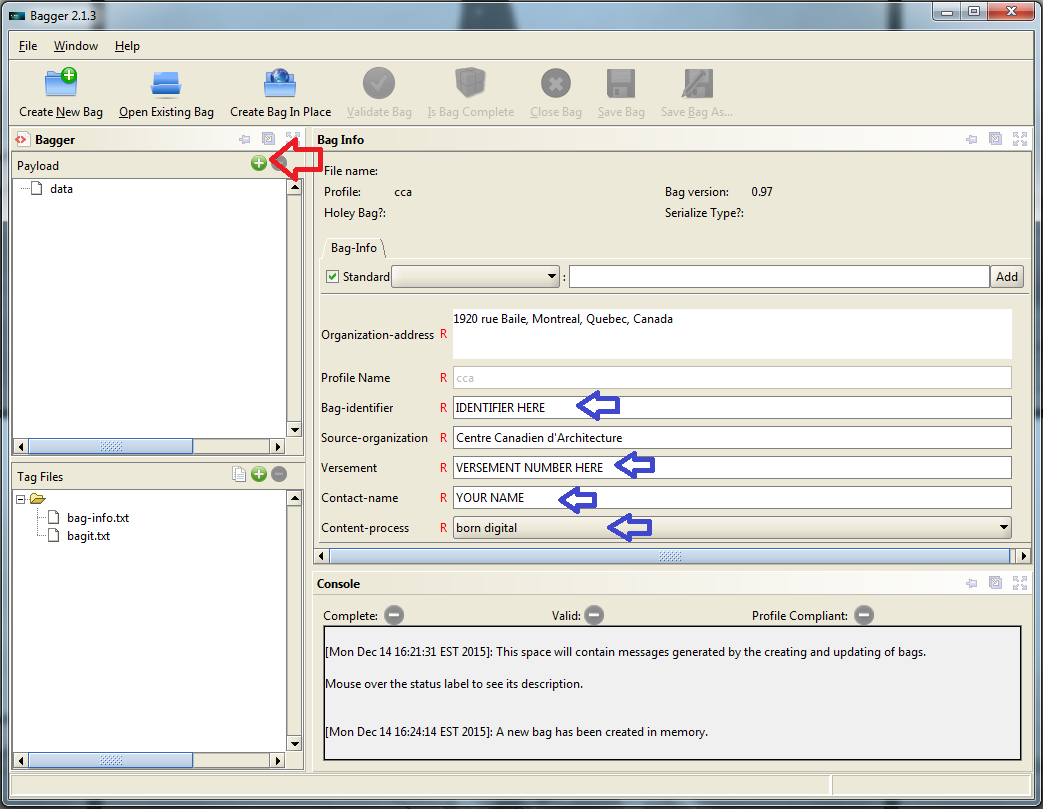 Bagger 2.1.3
File Window Help
Create New Bag Open Existing Bag Create Bag In Place Validate Bag Is Bag Complete Close Bag Save Bag Save Bag As...
Bagger
Payload
data
Tag Files
bag-info.txt
bagit.txt
Bag Info
File name:
Profile: cca Bag version: 0.97
Holey Bag?: Serialize Type?:
Bag-Info
Standard : Add
Organization-address R 1920 rue Baile, Montreal, Quebec, Canada
Profile Name R cca
Bag-identifier R IDENTIFIER HERE
Source-organization R Centre Canadien d'Architecture
Versement R VERSEMENT NUMBER HERE
Contact-name R YOUR NAME
Content-process R born digital
Console
Complete: Valid: Profile Compliant:
[Mon Dec 14 16:21:31 EST 2015]: This space will contain messages generated by the creating and updating of bags.
Mouse over the status label to see its description.
[Mon Dec 14 16:24:14 EST 2015]: A new bag has been created in memory.